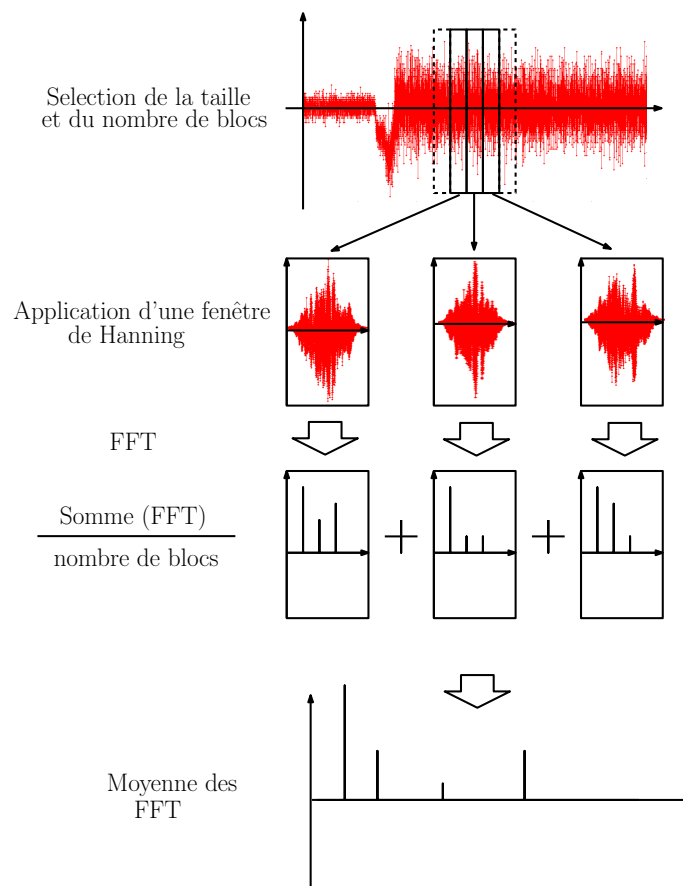 Selection de la taille
et du nombre de blocs
Application d'une fenêtre
de Hanning
FFT
Somme (FFT)
nombre de blocs
Moyenne des
FFT